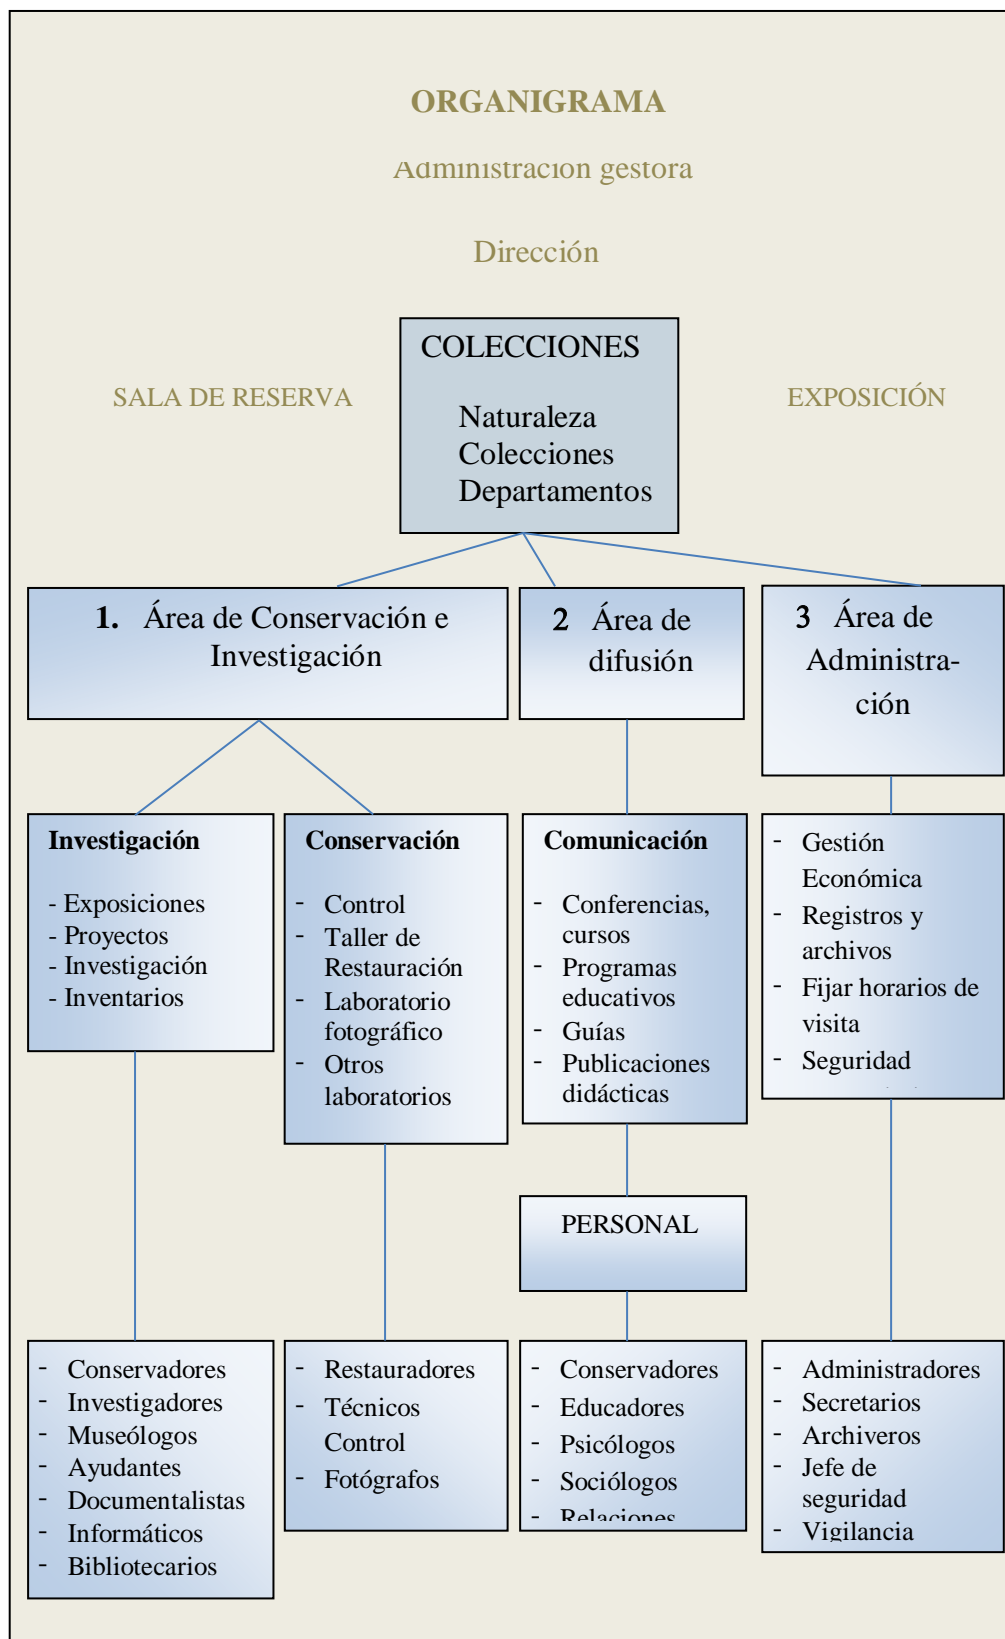 ORGANIGRAMA
Administración gestora
Dirección
COLECCIONES
SALA DE RESERVA
EXPOSICIÓN
Naturaleza
Colecciones
Departamentos
1. Área de Conservación e
Investigación
2 Área de
difusión
3 Área de
Administra-
ción
Investigación
- Exposiciones
- Proyectos
- Investigación
- Inventarios
Conservación
- Control
- Taller de
Restauración
- Laboratorio
fotográfico
- Otros
laboratorios
Comunicación
- Conferencias,
cursos
- Programas
educativos
- Guías
- Publicaciones
didácticas
- Gestión
Económica
- Registros y
archivos
- Fijar horarios de
visita
- Seguridad
PERSONAL
- Conservadores
- Investigadores
- Museólogos
- Ayudantes
- Documentalistas
- Informáticos
- Bibliotecarios
- Restauradores
- Técnicos
Control
- Fotógrafos
- Conservadores
- Educadores
- Psicólogos
- Sociólogos
- Relaciones
- Administradores
- Secretarios
- Archiveros
- Jefe de
seguridad
- Vigilancia